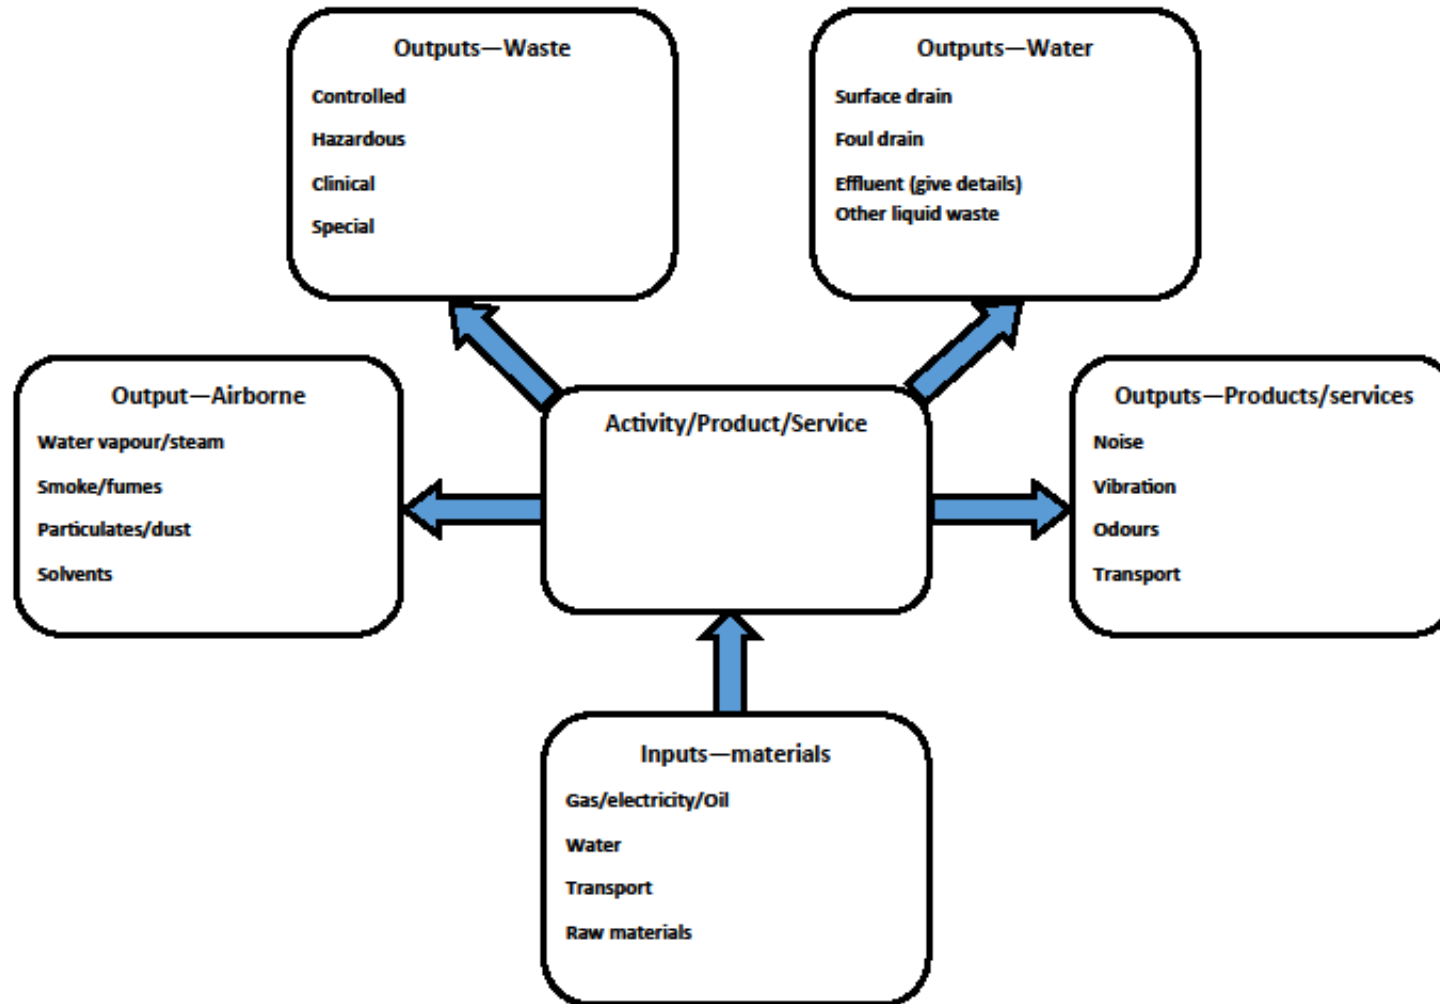 Outputs—Waste
Controlled
Hazardous
Clinical
Special
Outputs—Water
Surface drain
Foul drain
Effluent (give details)
Other liquid waste
Output—Airborne
Water vapour/steam
Smoke/fumes
Particulates/dust
Solvents
Activity/Product/Service
Outputs—Products/services
Noise
Vibration
Odours
Transport
Inputs—materials
Gas/electricity/Oil
Water
Transport
Raw materials